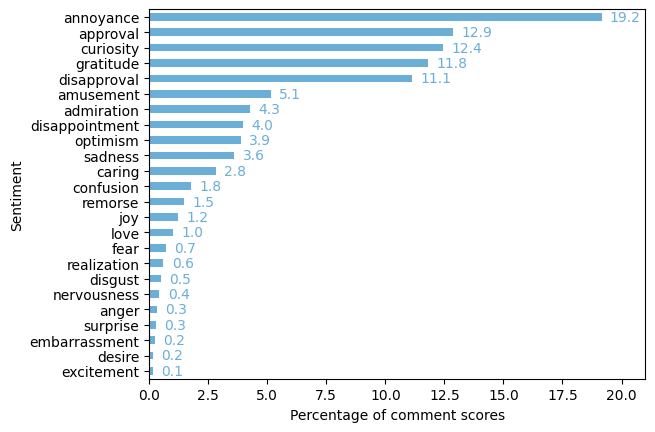 annoyance 19.2
approval 12.9
curiosity 12.4
gratitude 11.8
disapproval 11.1
amusement 5.1
admiration 4.3
disappointment 4.0
optimism 3.9
sadness 3.6
caring 2.8
confusion 1.8
remorse 1.5
joy 1.2
love 1.0
fear 0.7
realization 0.6
disgust 0.5
nervousness 0.4
anger 0.3
surprise 0.3
embarrassment 0.2
desire 0.2
excitement 0.1
Sentiment
0.0 2.5 5.0 7.5 10.0 12.5 15.0 17.5 20.0
Percentage of comment scores